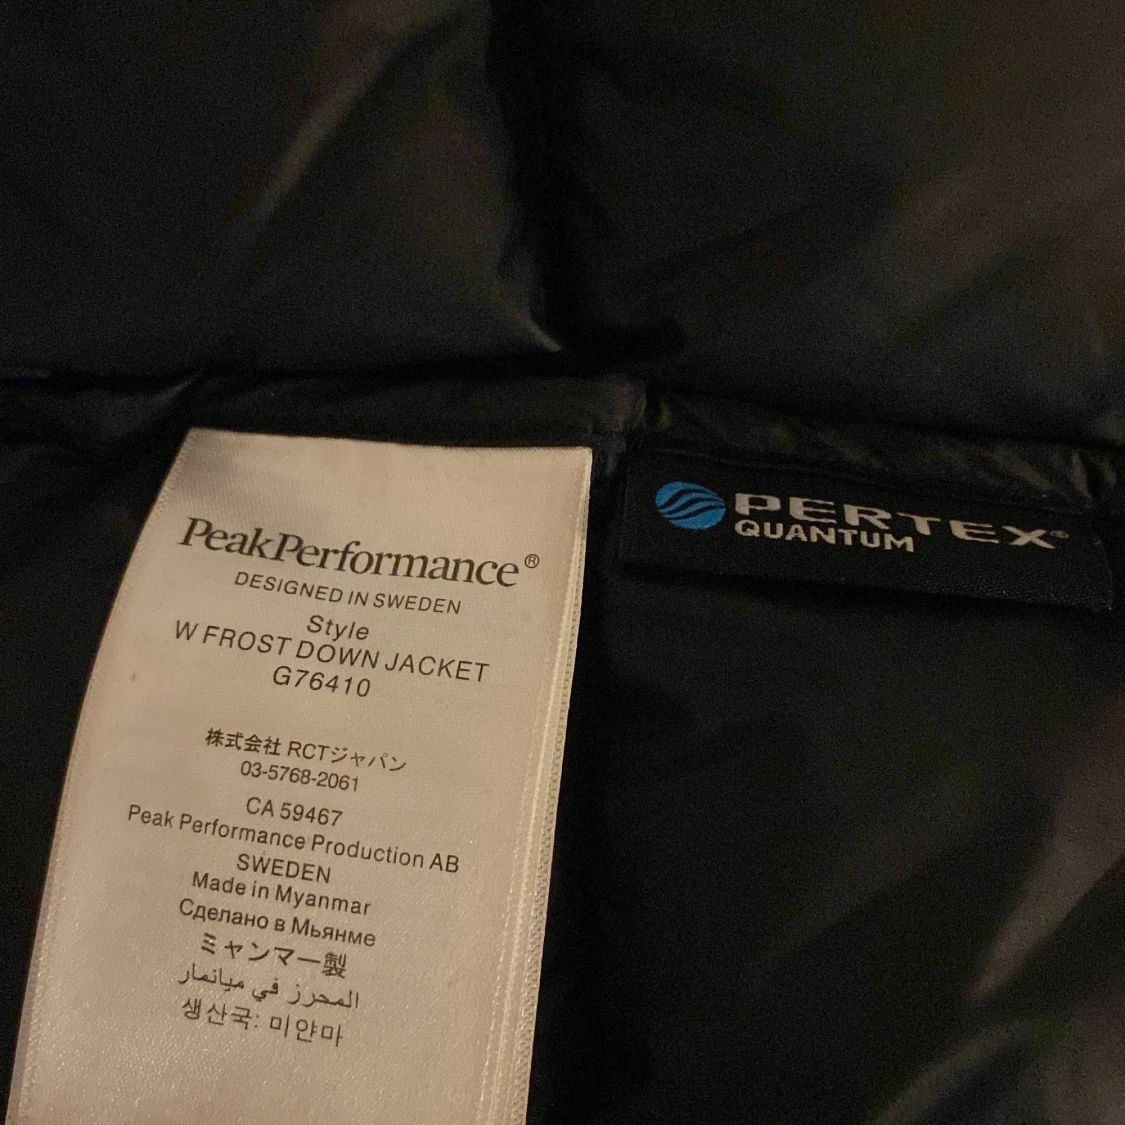 PeakPerformance®
DESIGNED IN SWEDEN
Style
W FROST DOWN JACKET
G76410
株式会社 RCTジャパン
03-5768-2061
CA 59467
Peak Performance Production AB
SWEDEN
Made in Myanmar
Сделано в Мьянме
ミャンマー製
المحرز في ميانمار
생산국: 미얀마
PERTEX®
QUANTUM